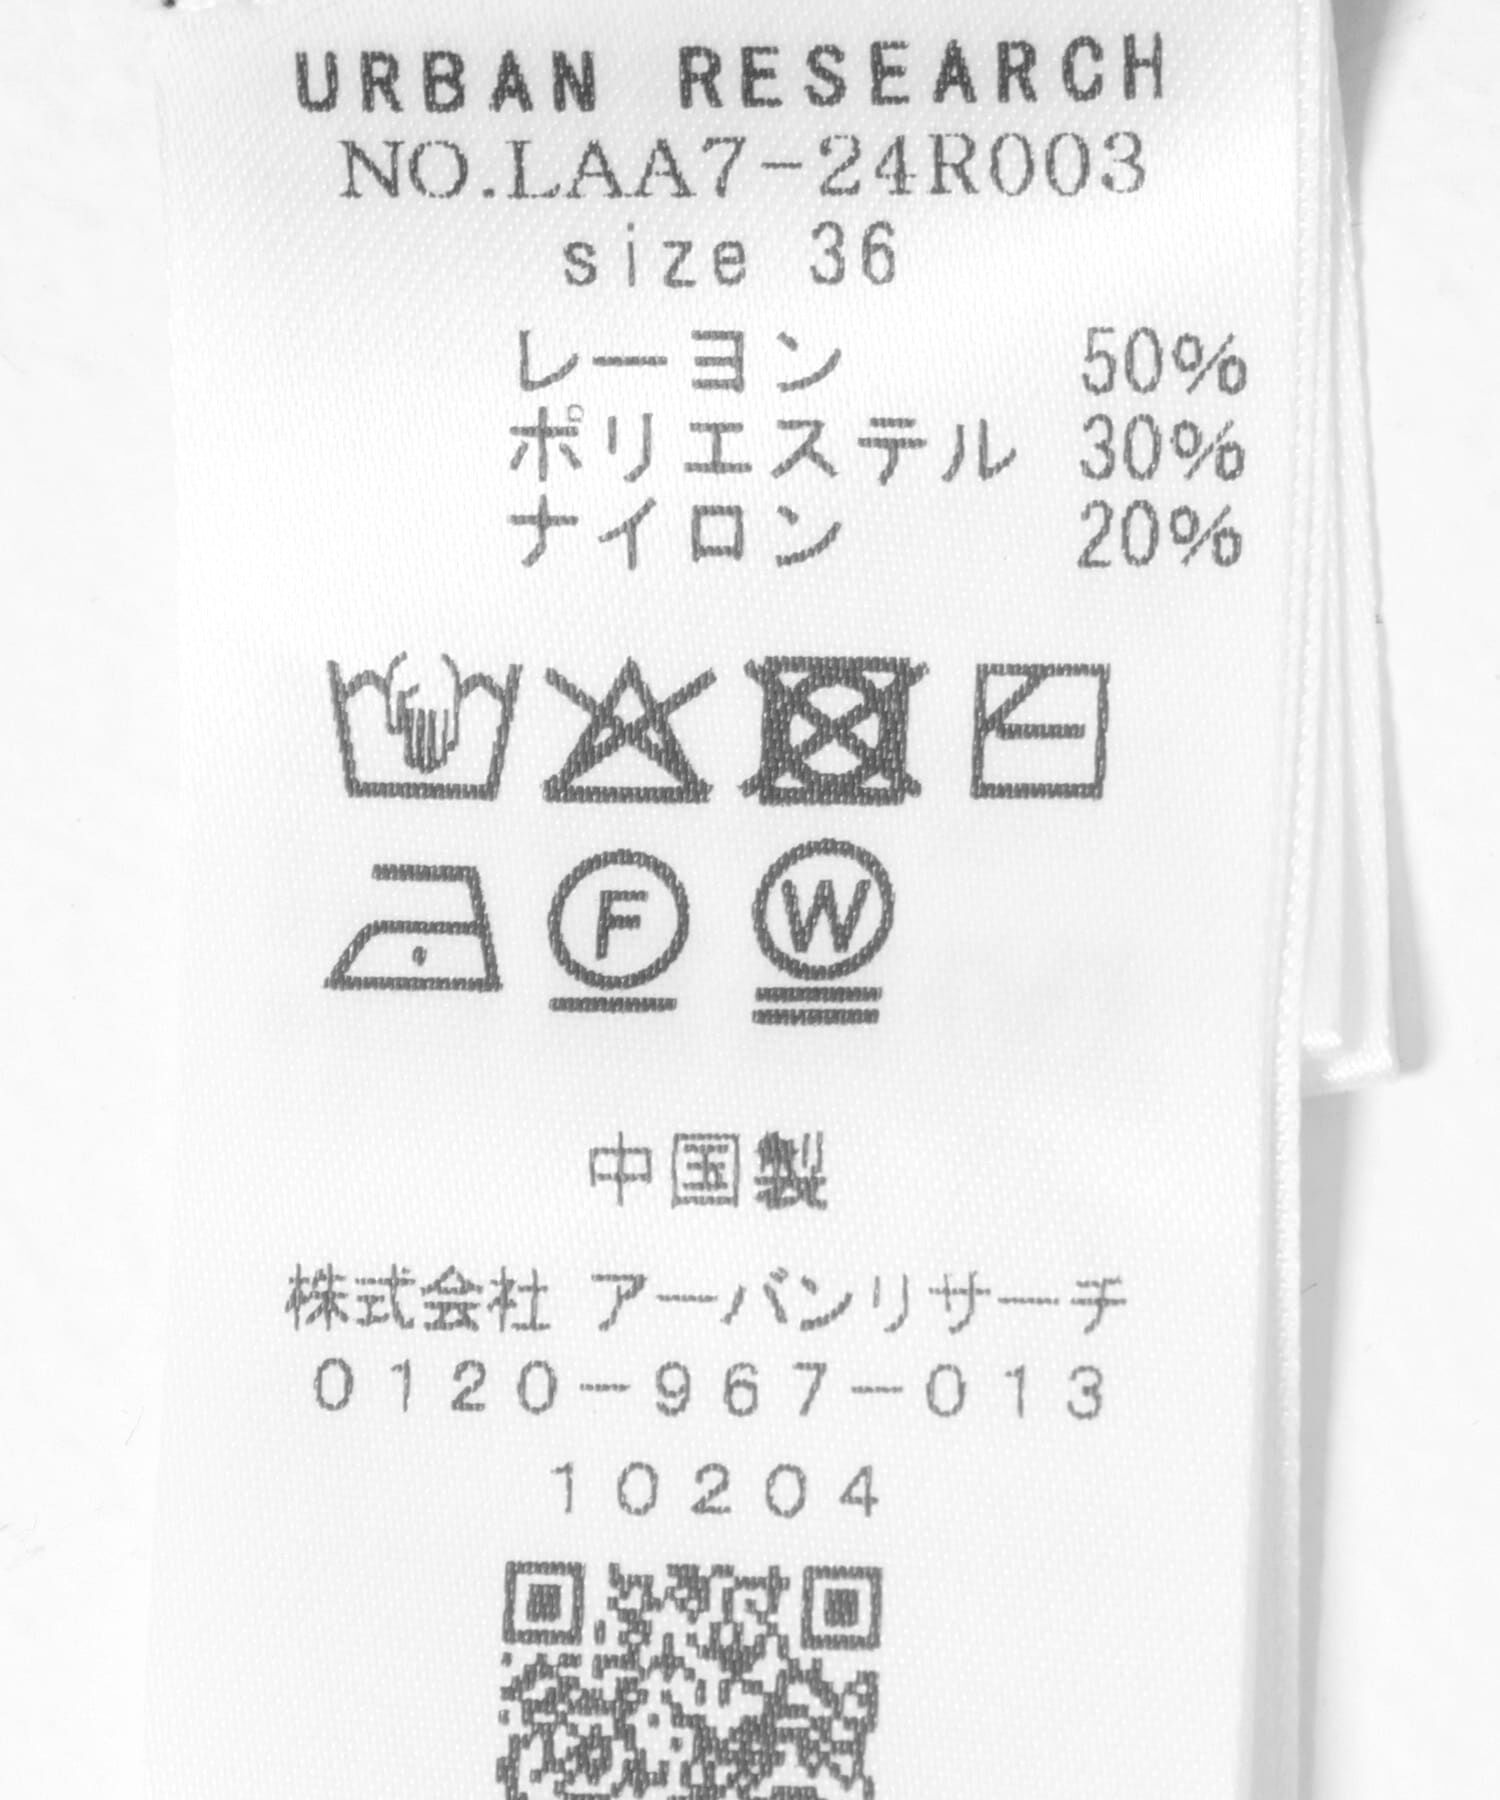 URBAN RESEARCH
NO.LAA7-24R003
size 36
レーヨン 50%
ポリエステル 30%
ナイロン 20%
F W
中国製
株式会社 アーバンリサーチ
0120-967-013
10204